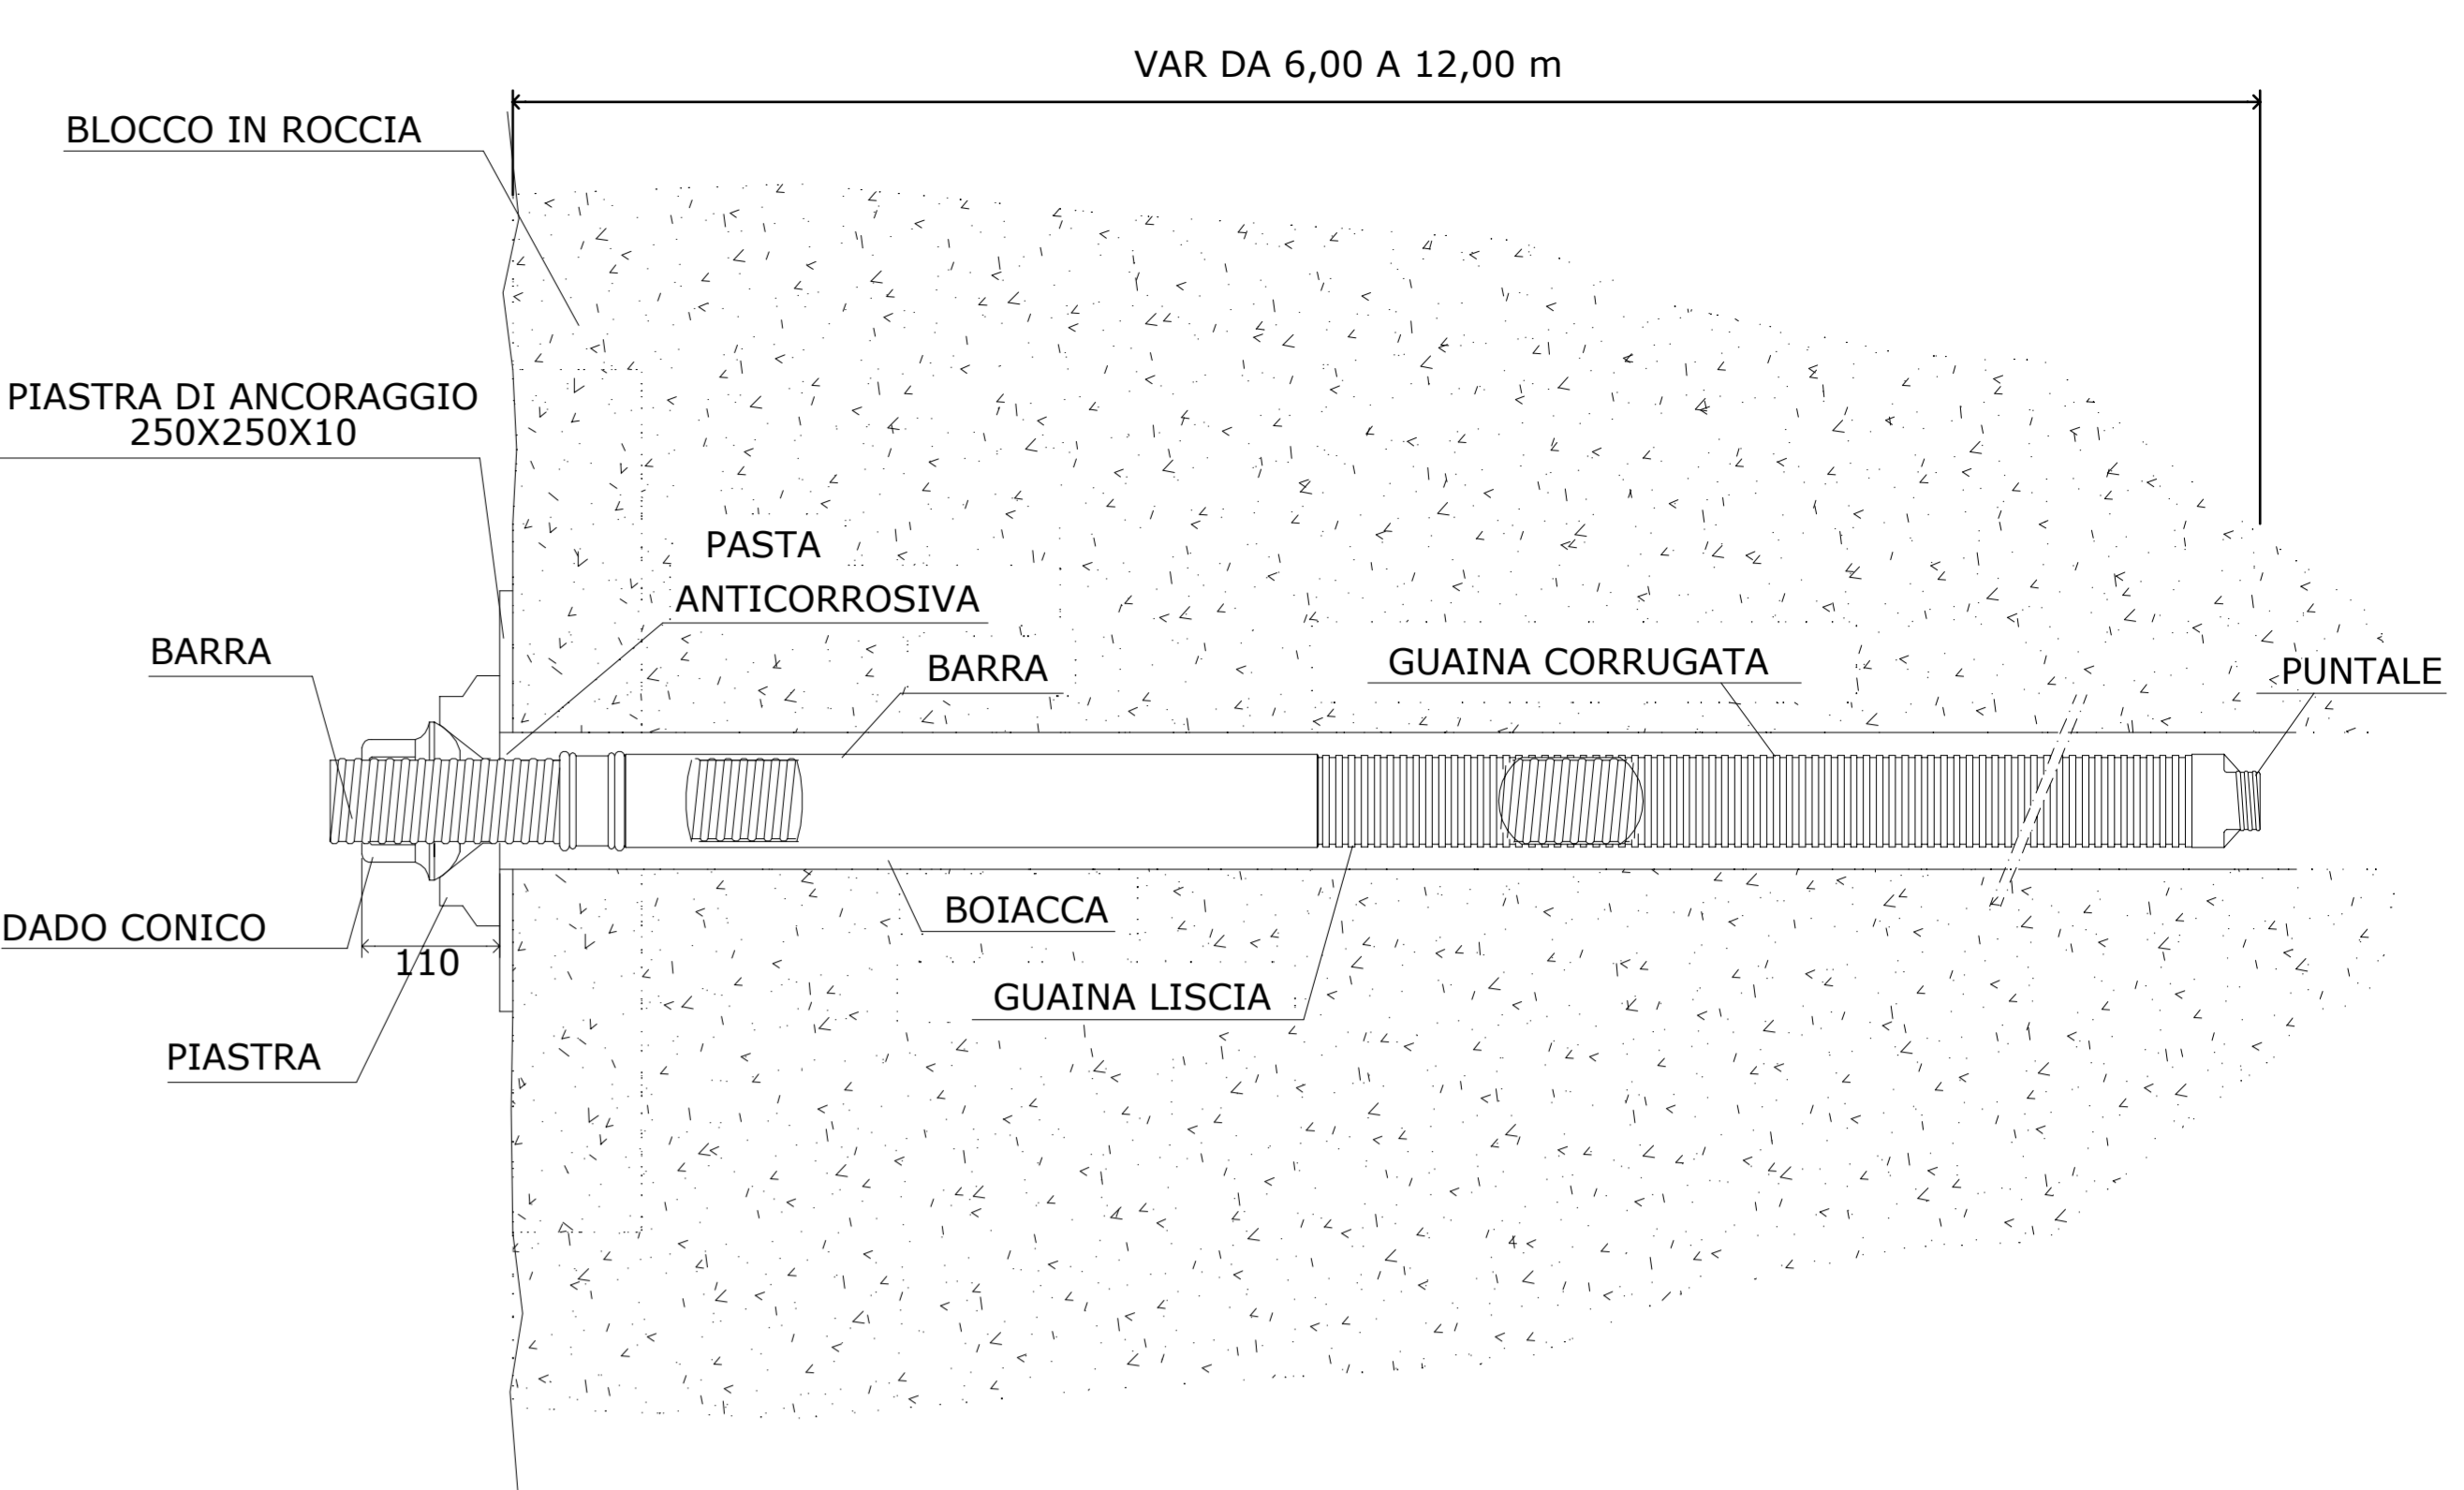 VAR DA 6,00 A 12,00 m
BLOCCO IN ROCCIA
PIASTRA DI ANCORAGGIO
250X250X10
PASTA
ANTICORROSIVA
BARRA
BARRA
GUAINA CORRUGATA
PUNTALE
DADO CONICO
110
BOIACCA
GUAINA LISCIA
PIASTRA